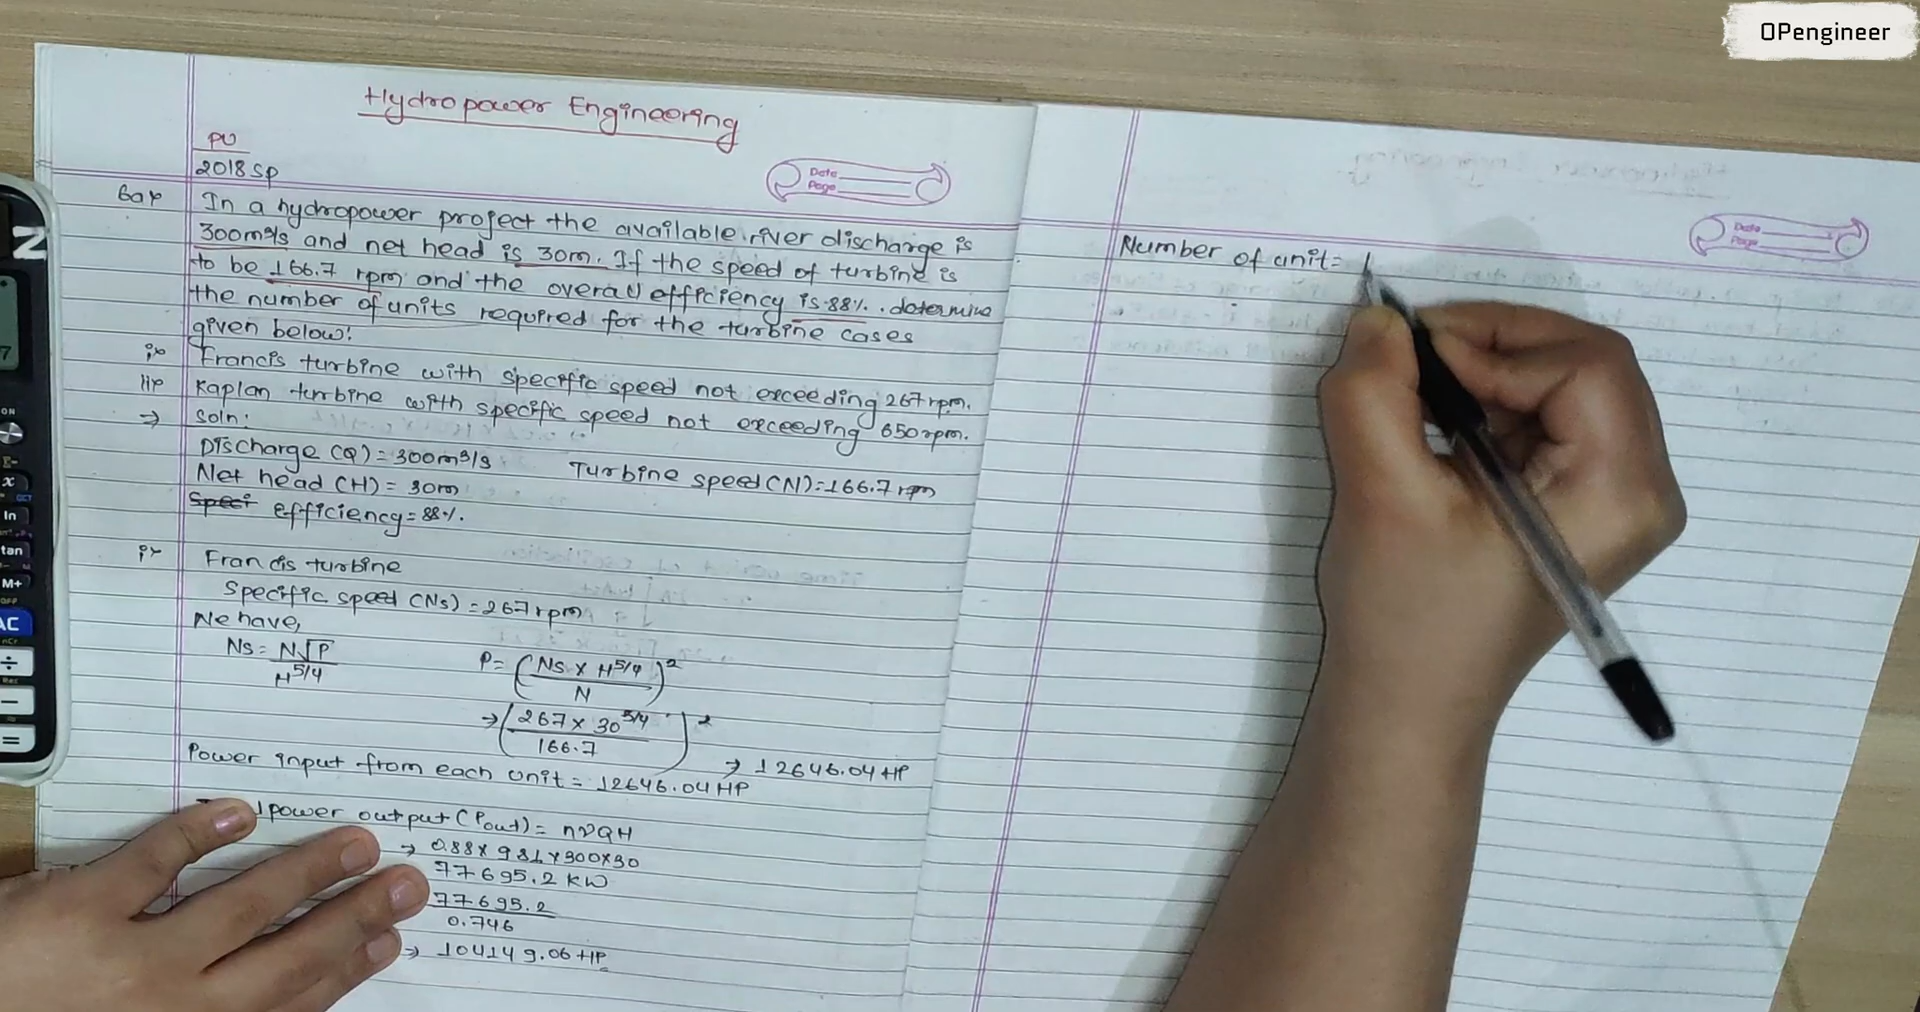 OPengineer
Hydropower Engineering
PU
2018 sp
Date
Page
6a>
In a hydropower project the available river discharge is
300m³/s and net head is 30m. If the speed of turbine is
to be 166.7 rpm and the overall efficiency is 88%. determine
the number of units required for the turbine cases
given below:
i> Francis turbine with specific speed not exceeding 267 rpm.
ii> Kaplan turbine with specific speed not exceeding 650 rpm.
⇒ Soln:
Discharge (Q) = 300m³/s Turbine speed (N) = 166.7 rpm
Net head (H) = 30m
efficiency = 88%.
i> Francis turbine
Specific speed (Ns) = 267 rpm
We have,
Ns = N√P / H^5/4
P = (Ns × H^5/4 / N)²
→ (267 × 30^5/4 / 166.7)²
→ 12646.04 HP
Power input from each unit = 12646.04 HP
power output (Pout) = nγQH
→ 0.88 × 9.81 × 300 × 30
77695.2 KW
77695.2
0.746
→ 104149.06 HP
Date
Page
Number of unit =
ON
x
ln
tan
M+
AC
÷
−
=
7